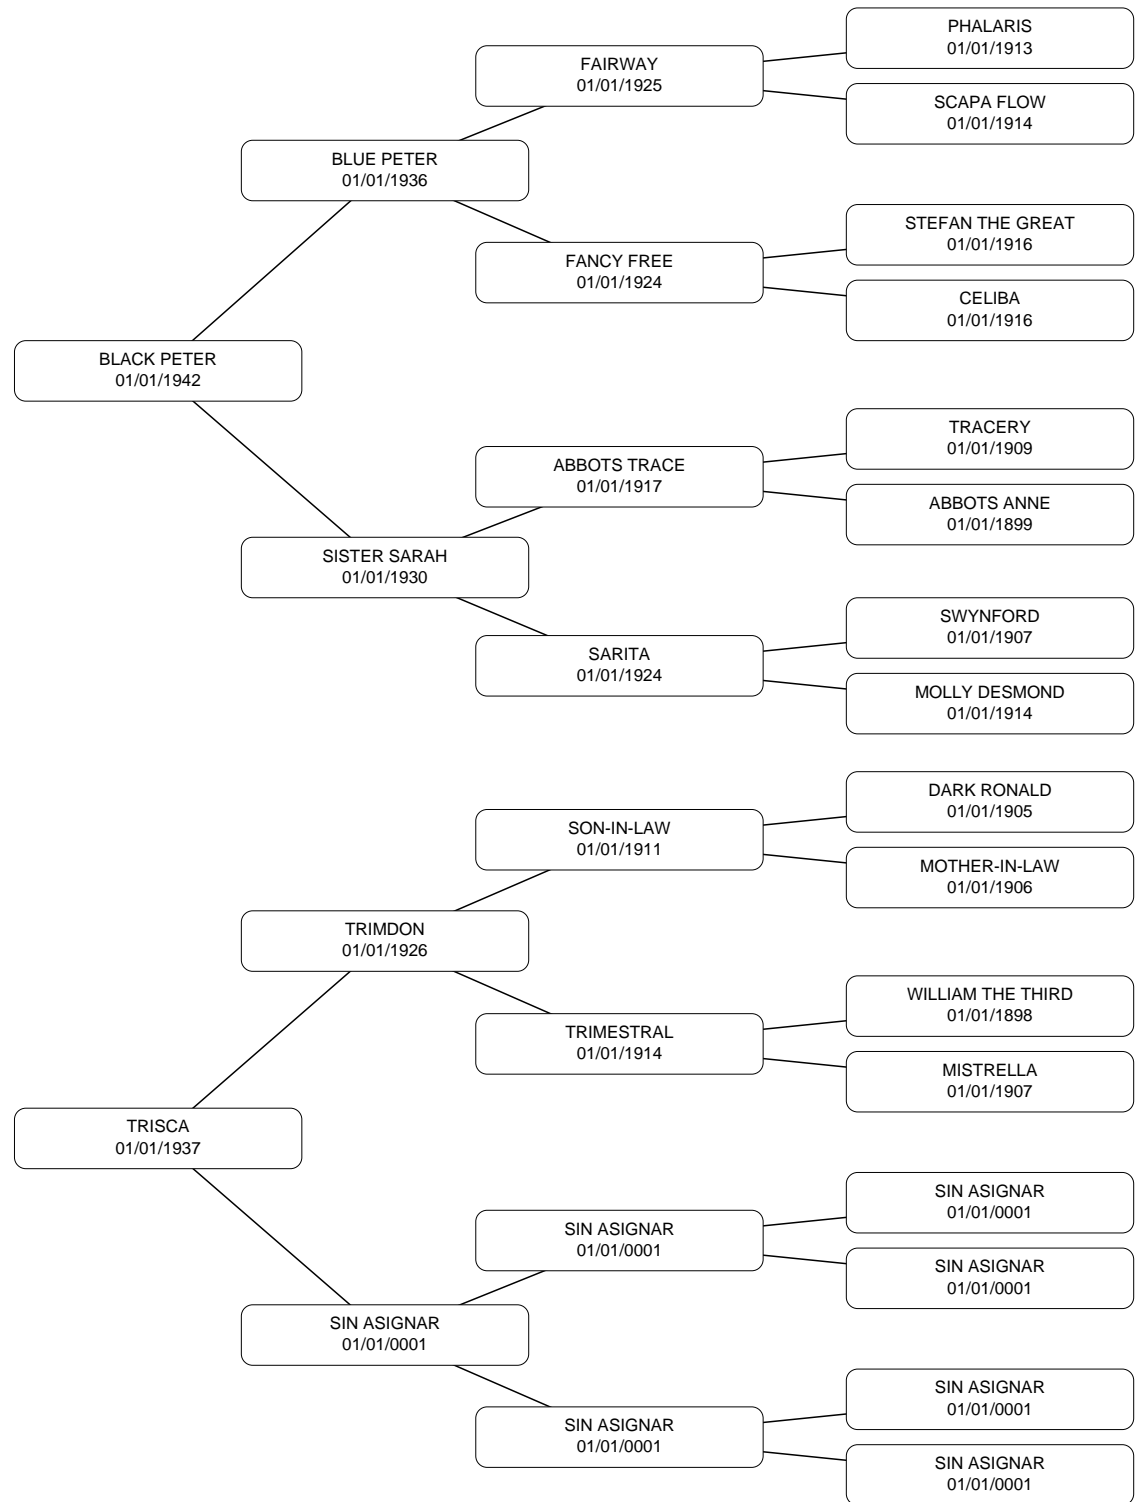 PHALARIS
01/01/1913
FAIRWAY
01/01/1925
SCAPA FLOW
01/01/1914
BLUE PETER
01/01/1936
STEFAN THE GREAT
01/01/1916
FANCY FREE
01/01/1924
CELIBA
01/01/1916
BLACK PETER
01/01/1942
TRACERY
01/01/1909
ABBOTS TRACE
01/01/1917
ABBOTS ANNE
01/01/1899
SISTER SARAH
01/01/1930
SWYNFORD
01/01/1907
SARITA
01/01/1924
MOLLY DESMOND
01/01/1914
DARK RONALD
01/01/1905
SON-IN-LAW
01/01/1911
MOTHER-IN-LAW
01/01/1906
TRIMDON
01/01/1926
WILLIAM THE THIRD
01/01/1898
TRIMESTRAL
01/01/1914
MISTRELLA
01/01/1907
TRISCA
01/01/1937
SIN ASIGNAR
01/01/0001
SIN ASIGNAR
01/01/0001
SIN ASIGNAR
01/01/0001
SIN ASIGNAR
01/01/0001
SIN ASIGNAR
01/01/0001
SIN ASIGNAR
01/01/0001
SIN ASIGNAR
01/01/0001